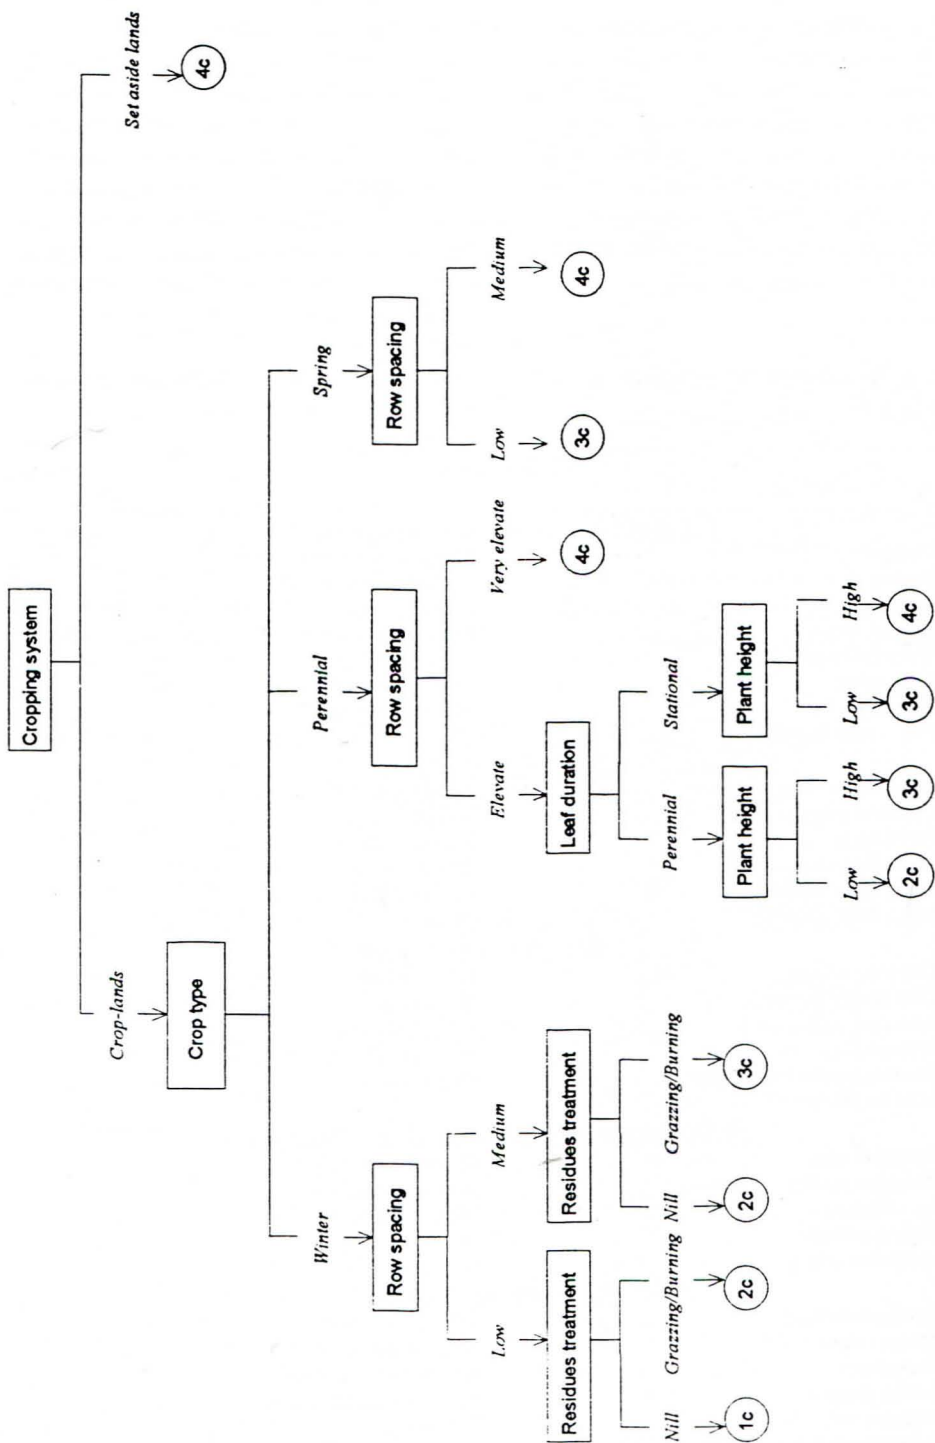 Cropping system
Crop-lands
Set aside lands
Crop type
4c
Winter
Perennial
Spring
Row spacing
Row spacing
Row spacing
Low
Medium
Elevate
Very elevate
Low
Medium
Residues treatment
Residues treatment
Leaf duration
4c
3c
4c
Nill
Grazzing/Burning
Nill
Grazzing/Burning
Perennial
Stational
1c
2c
2c
3c
Plant height
Plant height
Low
High
Low
High
2c
3c
3c
4c